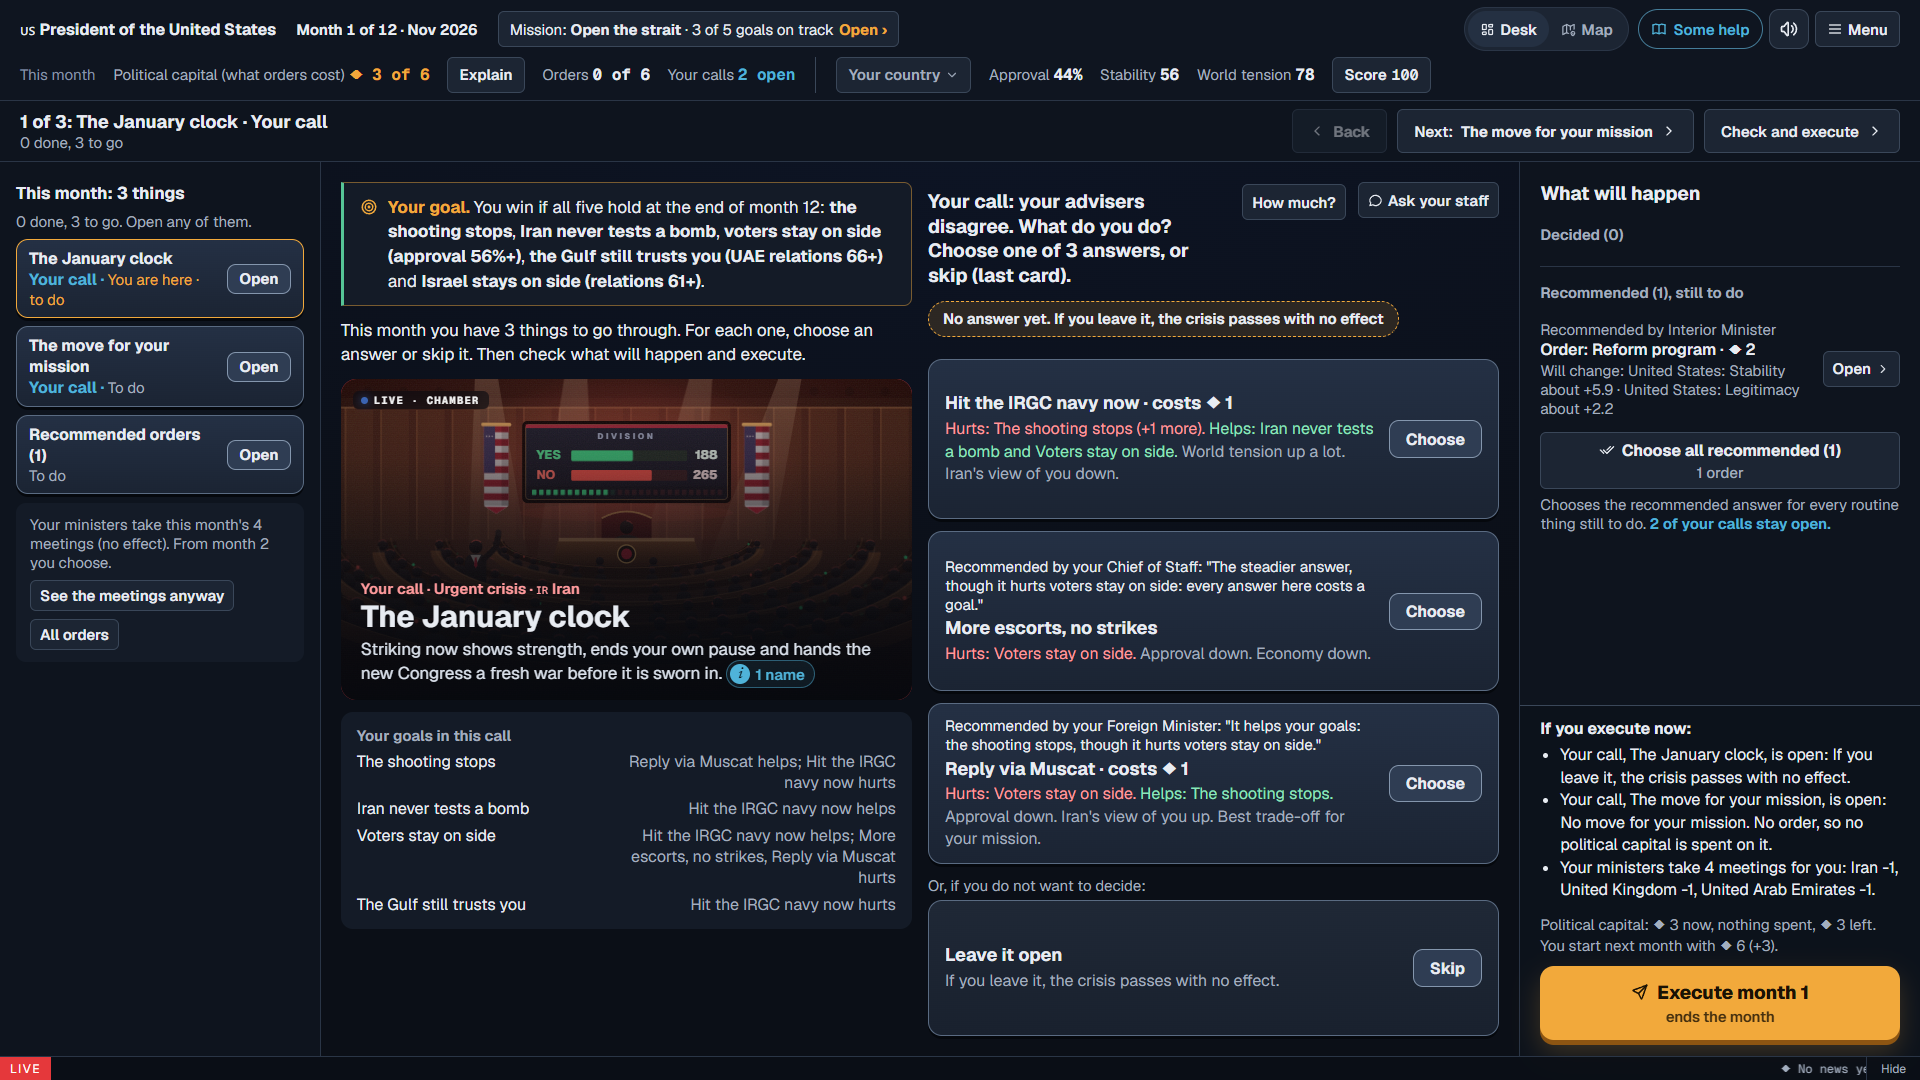 US President of the United States
Month 1 of 12 · Nov 2026
Mission: Open the strait · 3 of 5 goals on track Open ›
Desk
Map
Some help
Menu
This month
Political capital (what orders cost) ◆ 3 of 6
Explain
Orders 0 of 6
Your calls 2 open
Your country
Approval 44%
Stability 56
World tension 78
Score 100
1 of 3: The January clock · Your call
0 done, 3 to go
Back
Next: The move for your mission
Check and execute
This month: 3 things
0 done, 3 to go. Open any of them.
The January clock
Your call · You are here ·
to do
Open
The move for your
mission
Your call · To do
Open
Recommended orders
(1)
To do
Open
Your ministers take this month's 4
meetings (no effect). From month 2
you choose.
See the meetings anyway
All orders
Your goal. You win if all five hold at the end of month 12: the
shooting stops, Iran never tests a bomb, voters stay on side
(approval 56%+), the Gulf still trusts you (UAE relations 66+)
and Israel stays on side (relations 61+).
This month you have 3 things to go through. For each one, choose an
answer or skip it. Then check what will happen and execute.
LIVE · CHAMBER
DIVISION
YES 188
NO 265
Your call · Urgent crisis · IR Iran
The January clock
Striking now shows strength, ends your own pause and hands the
new Congress a fresh war before it is sworn in. i 1 name
Your goals in this call
The shooting stops
Reply via Muscat helps; Hit the IRGC
navy now hurts
Iran never tests a bomb
Hit the IRGC navy now helps
Voters stay on side
Hit the IRGC navy now helps; More
escorts, no strikes, Reply via Muscat
hurts
The Gulf still trusts you
Hit the IRGC navy now hurts
Your call: your advisers
disagree. What do you do?
Choose one of 3 answers, or
skip (last card).
How much?
Ask your staff
No answer yet. If you leave it, the crisis passes with no effect
Hit the IRGC navy now · costs ◆ 1
Hurts: The shooting stops (+1 more). Helps: Iran never tests
a bomb and Voters stay on side. World tension up a lot.
Iran's view of you down.
Choose
Recommended by your Chief of Staff: "The steadier answer,
though it hurts voters stay on side: every answer here costs a
goal."
More escorts, no strikes
Hurts: Voters stay on side. Approval down. Economy down.
Choose
Recommended by your Foreign Minister: "It helps your goals:
the shooting stops, though it hurts voters stay on side."
Reply via Muscat · costs ◆ 1
Hurts: Voters stay on side. Helps: The shooting stops.
Approval down. Iran's view of you up. Best trade-off for
your mission.
Choose
Or, if you do not want to decide:
Leave it open
If you leave it, the crisis passes with no effect.
Skip
What will happen
Decided (0)
Recommended (1), still to do
Recommended by Interior Minister
Order: Reform program · ◆ 2
Will change: United States: Stability
about +5.9 · United States: Legitimacy
about +2.2
Open
Choose all recommended (1)
1 order
Chooses the recommended answer for every routine
thing still to do. 2 of your calls stay open.
If you execute now:
• Your call, The January clock, is open: If you
leave it, the crisis passes with no effect.
• Your call, The move for your mission, is open:
No move for your mission. No order, so no
political capital is spent on it.
• Your ministers take 4 meetings for you: Iran -1,
United Kingdom -1, United Arab Emirates -1.
Political capital: ◆ 3 now, nothing spent, ◆ 3 left.
You start next month with ◆ 6 (+3).
Execute month 1
ends the month
LIVE
◆ No news
Hide